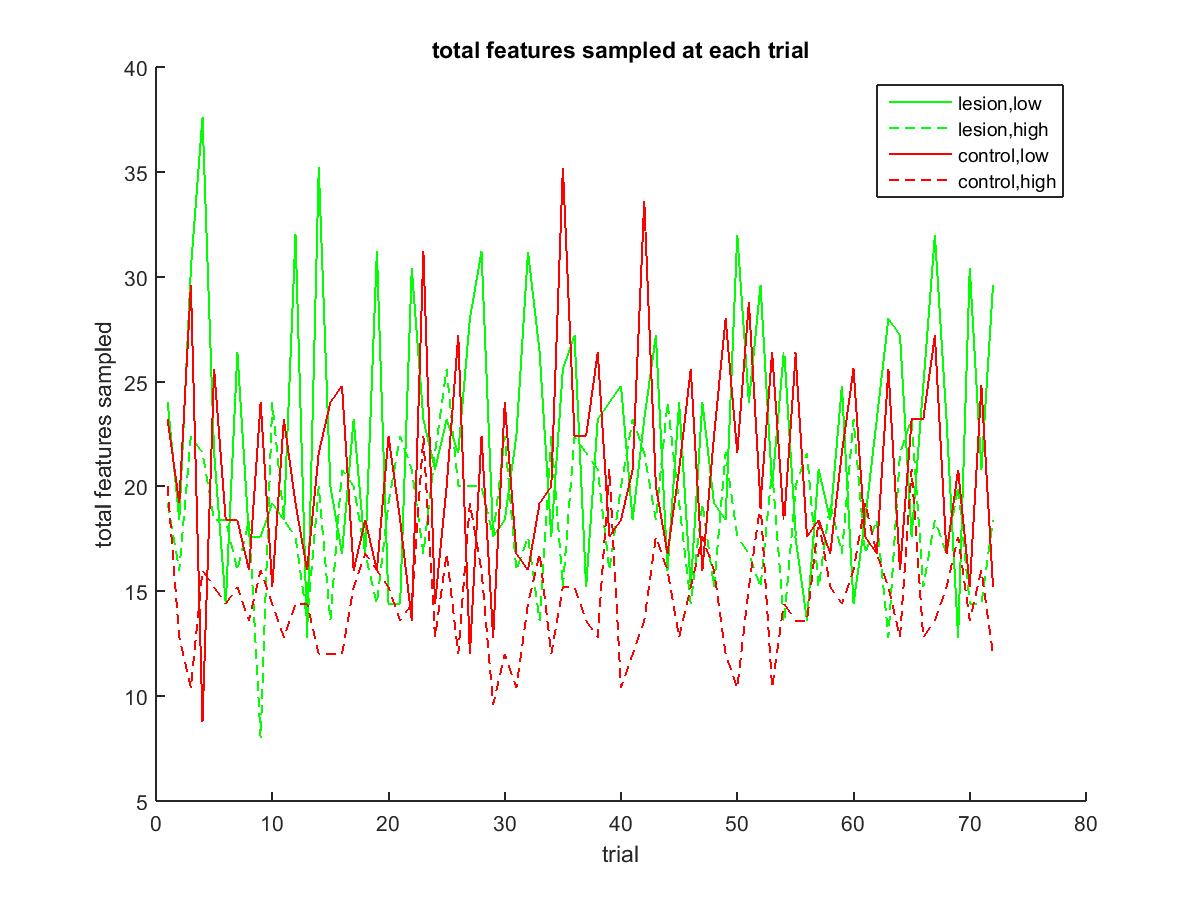 total features sampled at each trial
40
35
30
25
20
15
10
5
total features sampled
0
10
20
30
40
50
60
70
80
trial
lesion,low
lesion,high
control,low
control,high